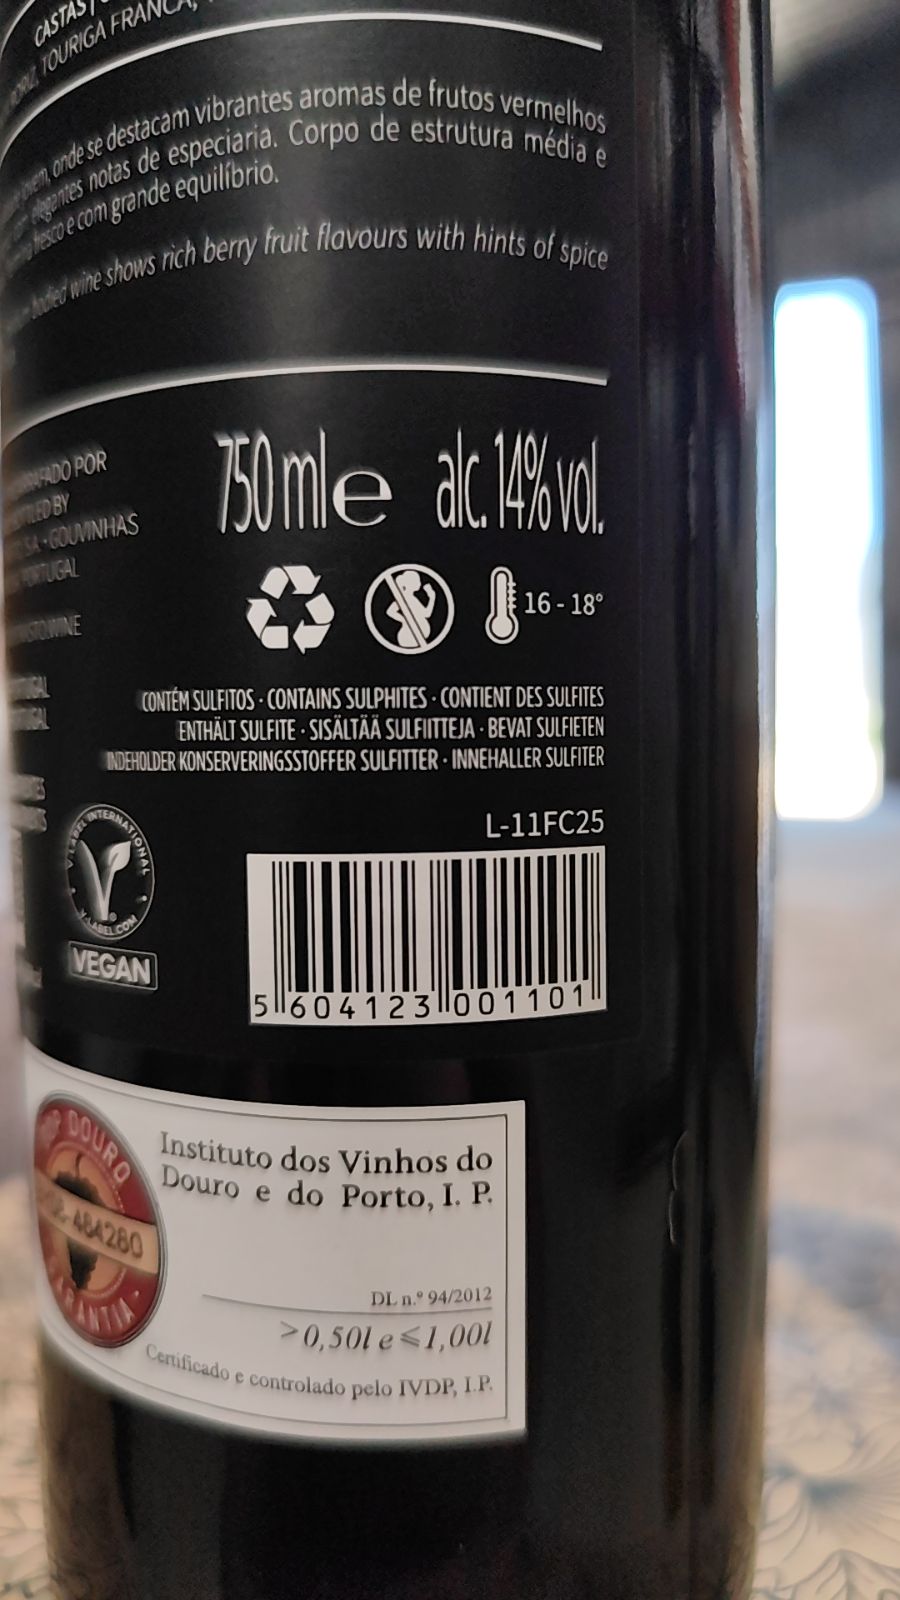 CASTAS |
RORIZ, TOURIGA FRANCA,
jovem, onde se destacam vibrantes aromas de frutos vermelhos
elegantes notas de especiaria. Corpo de estrutura média e
fresco e com grande equilíbrio.
bodied wine shows rich berry fruit flavours with hints of spice
POR
BY
750 ml e alc. 14% vol.
GOUVINHAS
PORTUGAL
16 - 18°
CONTÉM SULFITOS · CONTAINS SULPHITES · CONTIENT DES SULFITES
ENTHÄLT SULFITE · SISÄLTÄÄ SULFIITTEJA · BEVAT SULFIETEN
INDEHOLDER KONSERVERINGSSTOFFER SULFITTER · INNEHALLER SULFITER
L-11FC25
V-LABEL INTERNATIONAL
V-LABEL.COM
VEGAN
5 604123 001101
DOURO
484280
GARANTIA
Instituto dos Vinhos do
Douro e do Porto, I. P.
DL n.º 94/2012
>0,50l e ⩽1,00l
Certificado e controlado pelo IVDP, I.P.